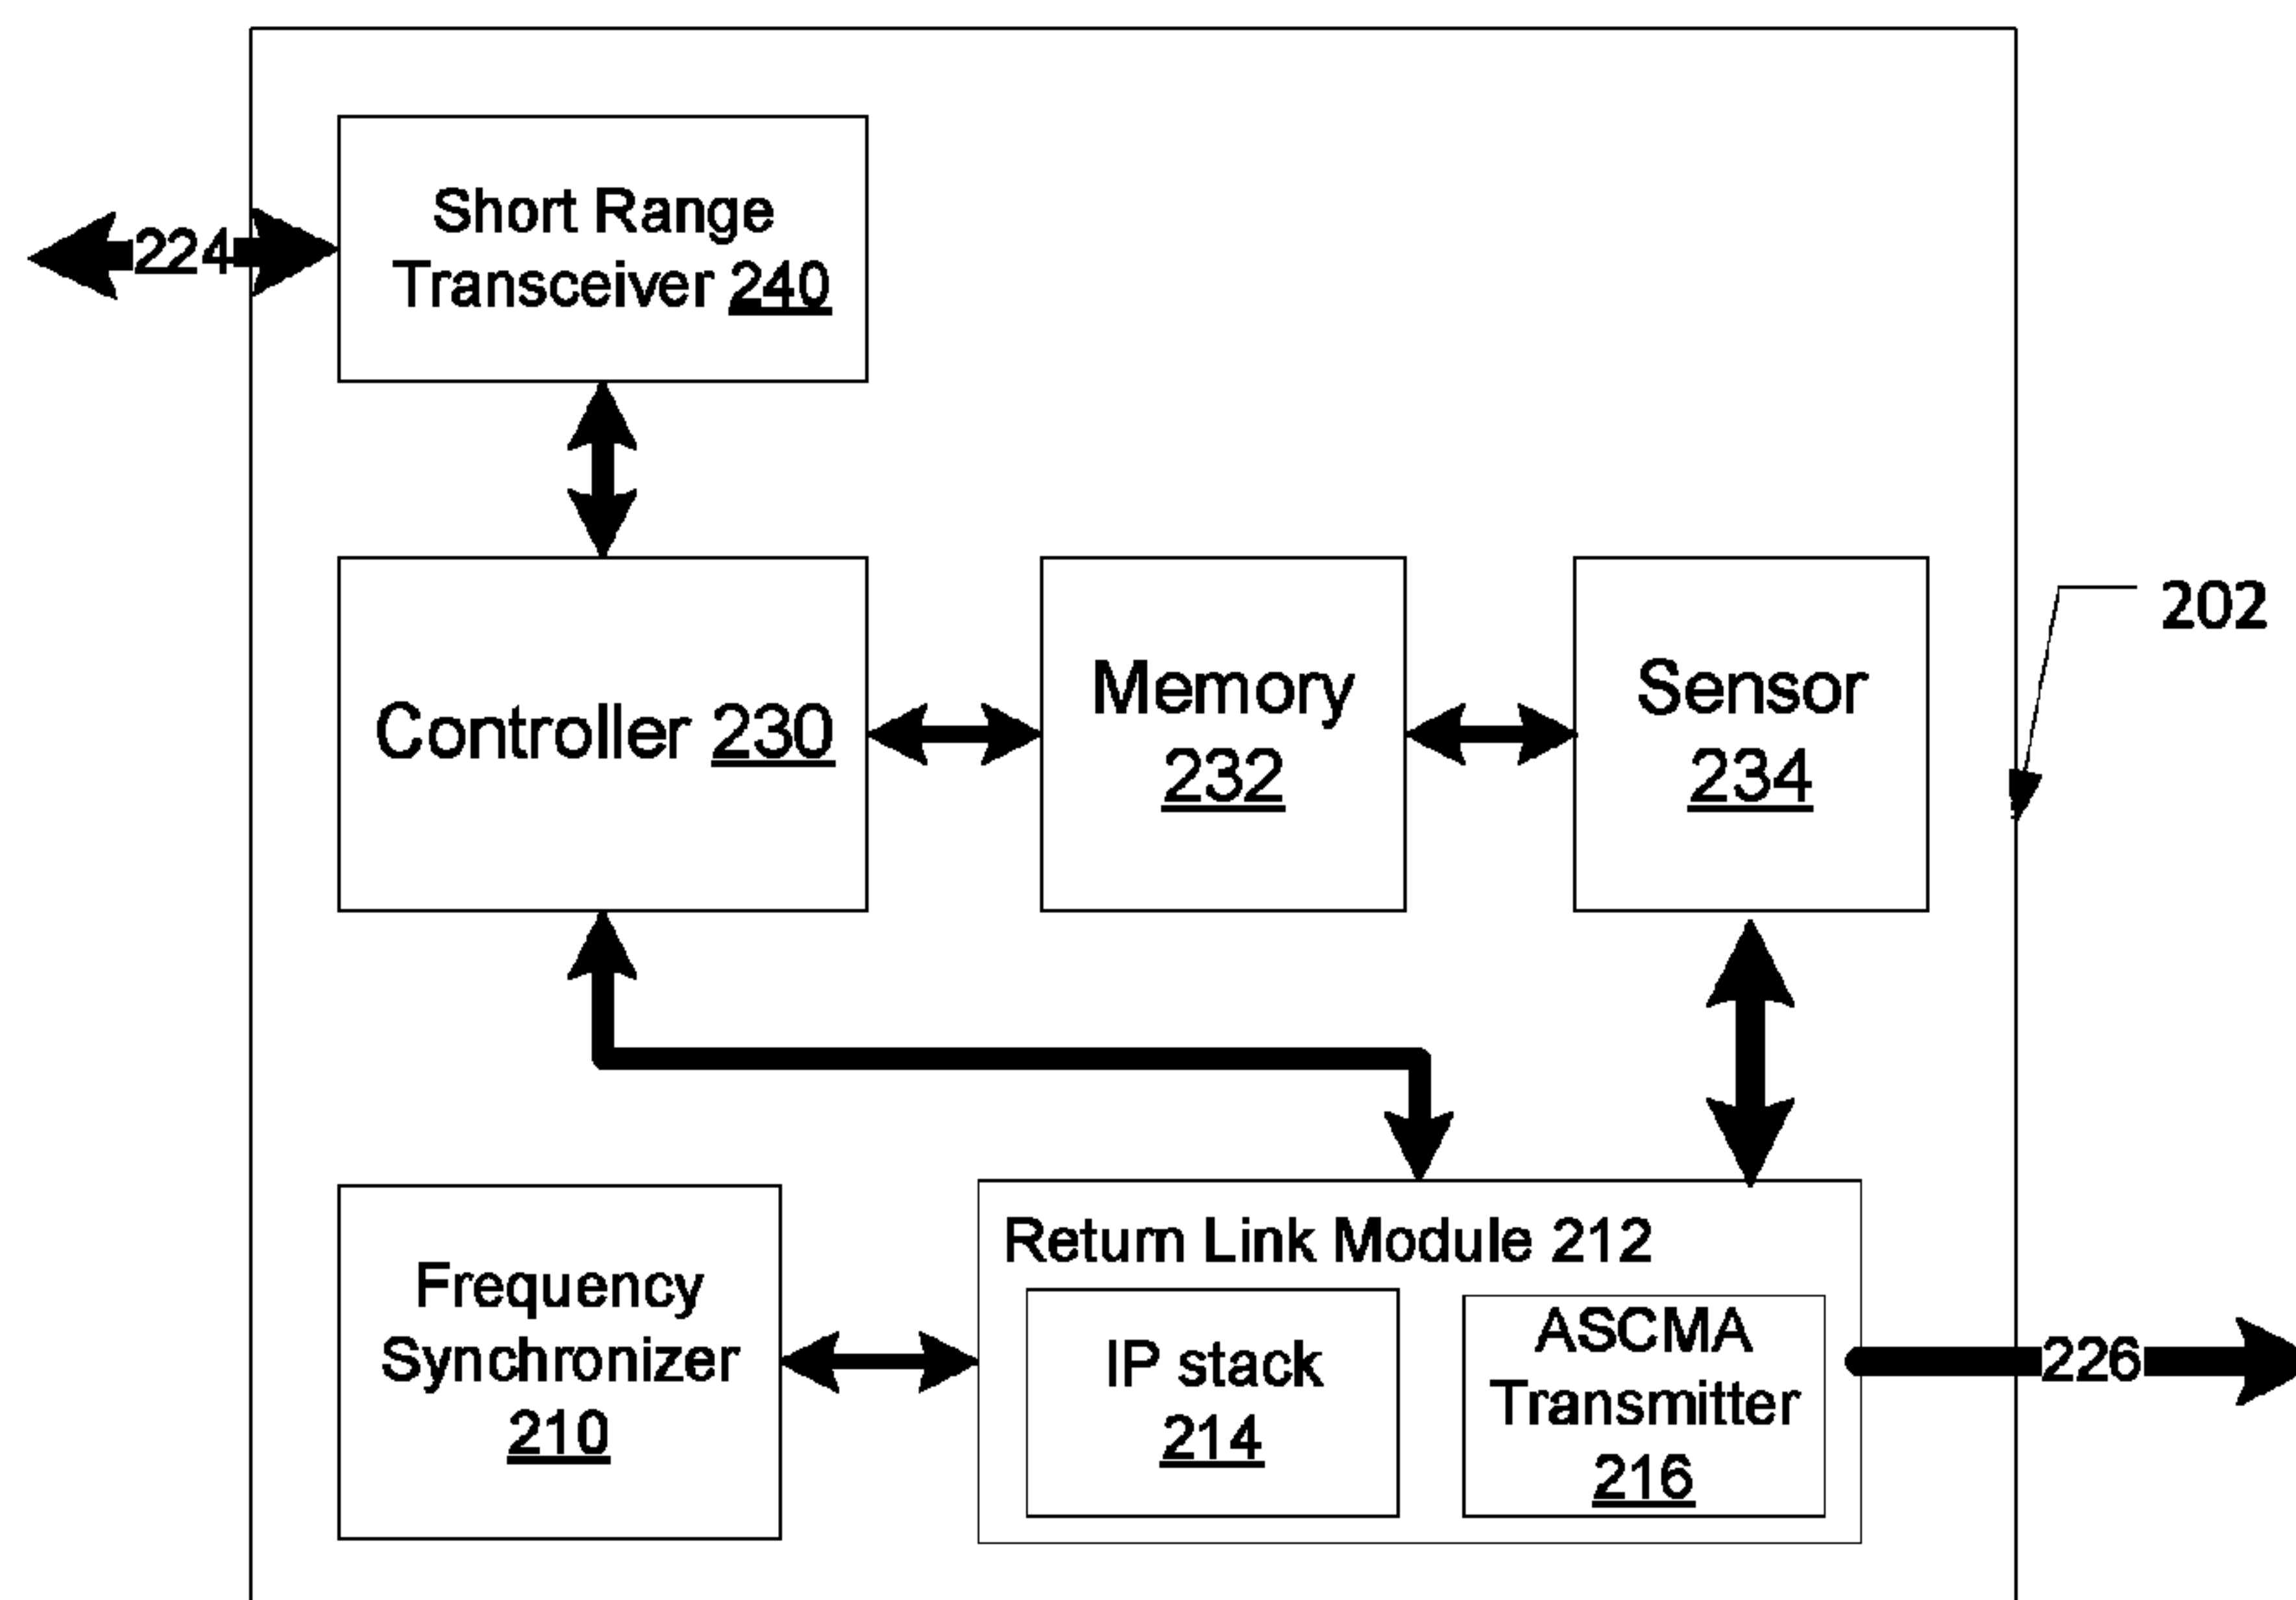 Short Range
Transceiver 240
224
Controller 230
Memory
232
Sensor
234
202
Frequency
Synchronizer
210
Return Link Module 212
IP stack
214
ASCMA
Transmitter
216
226